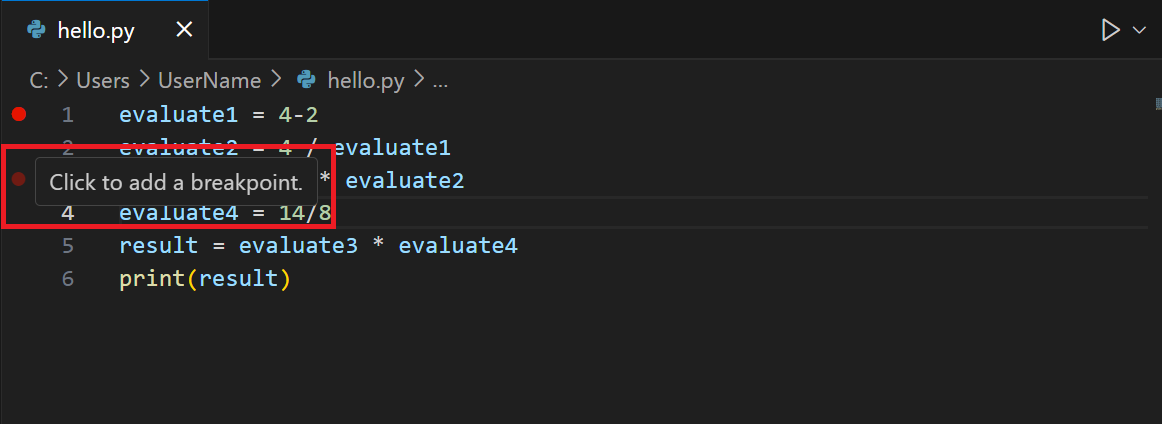 hello.py
C: > Users > UserName > hello.py > ...
1 evaluate1 = 4-2
2 evaluate2 = 4 / evaluate1
Click to add a breakpoint. * evaluate2
4 evaluate4 = 14/8
5 result = evaluate3 * evaluate4
6 print(result)